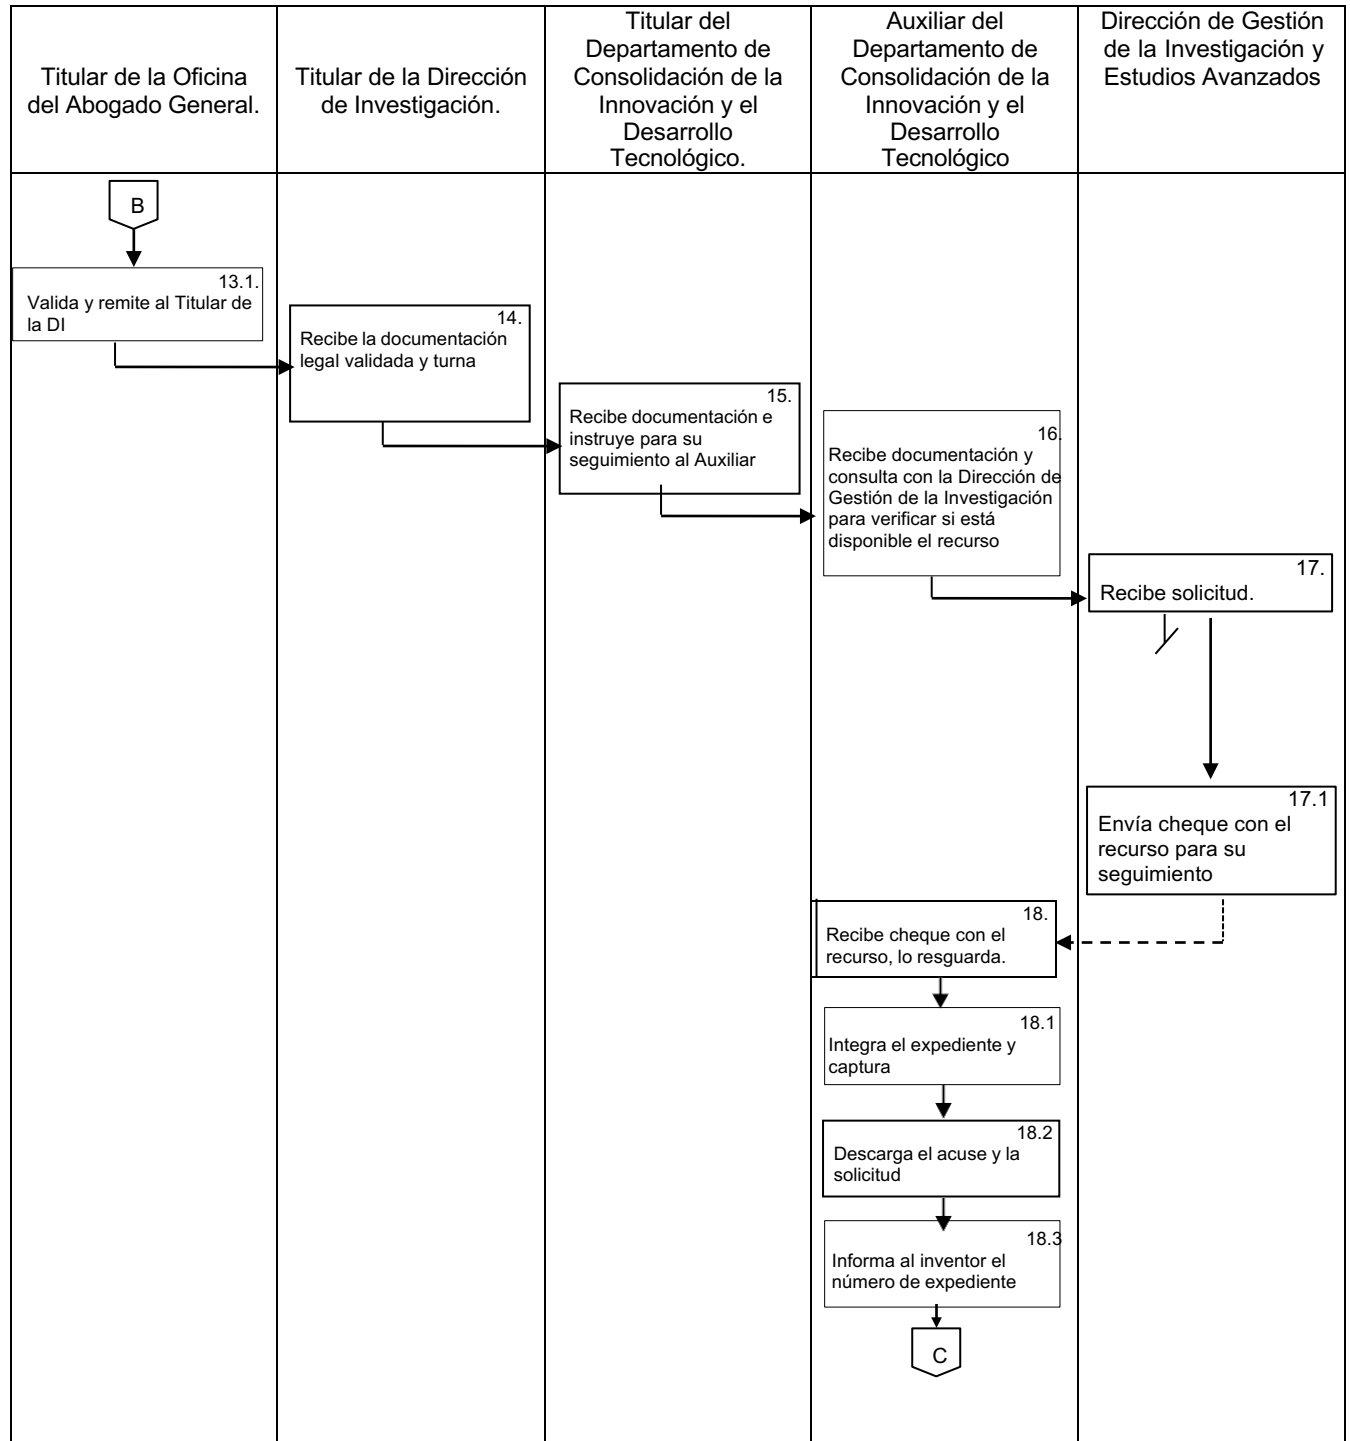 Titular de la Oficina
del Abogado General.
Titular de la Dirección
de Investigación.
Titular del
Departamento de
Consolidación de la
Innovación y el
Desarrollo
Tecnológico.
Auxiliar del
Departamento de
Consolidación de la
Innovación y el
Desarrollo
Tecnológico
Dirección de Gestión
de la Investigación y
Estudios Avanzados
B
13.1.
Valida y remite al Titular de
la DI
14.
Recibe la documentación
legal validada y turna
15.
Recibe documentación e
instruye para su
seguimiento al Auxiliar
16.
Recibe documentación y
consulta con la Dirección de
Gestión de la Investigación
para verificar si está
disponible el recurso
17.
Recibe solicitud.
17.1
Envía cheque con el
recurso para su
seguimiento
18.
Recibe cheque con el
recurso, lo resguarda.
18.1
Integra el expediente y
captura
18.2
Descarga el acuse y la
solicitud
18.3
Informa al inventor el
número de expediente
C